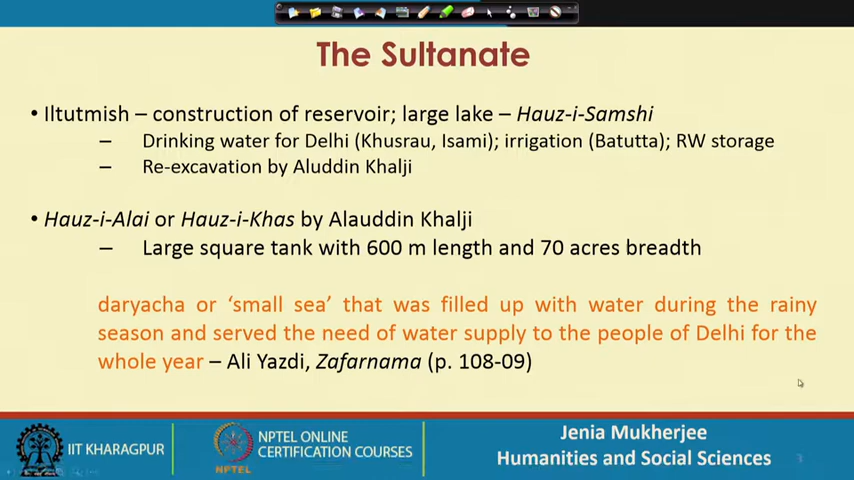 The Sultanate
• Iltutmish – construction of reservoir; large lake – Hauz-i-Samshi
– Drinking water for Delhi (Khusrau, Isami); irrigation (Batutta); RW storage
– Re-excavation by Aluddin Khalji
• Hauz-i-Alai or Hauz-i-Khas by Alauddin Khalji
– Large square tank with 600 m length and 70 acres breadth
daryacha or ‘small sea’ that was filled up with water during the rainy
season and served the need of water supply to the people of Delhi for the
whole year – Ali Yazdi, Zafarnama (p. 108-09)
IIT KHARAGPUR
NPTEL
NPTEL ONLINE
CERTIFICATION COURSES
Jenia Mukherjee
Humanities and Social Sciences
3